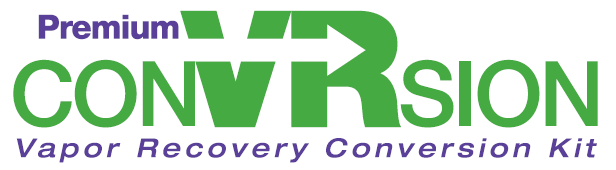 Premium
CONVRSION
Vapor Recovery Conversion Kit